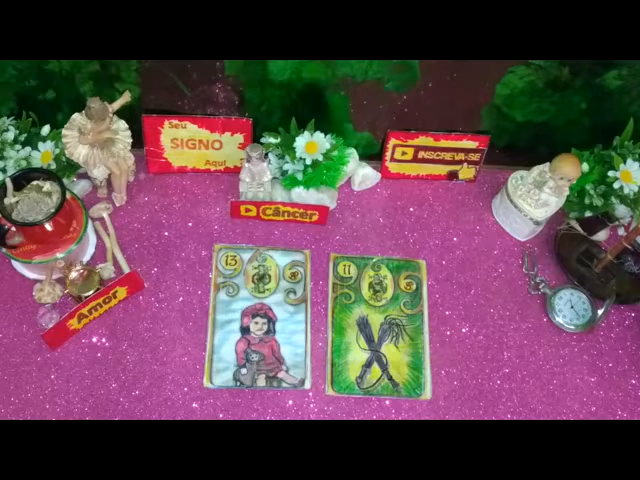 Seu
SIGNO
Aqui
INSCREVA-SE
Câncer
Amor
13
11